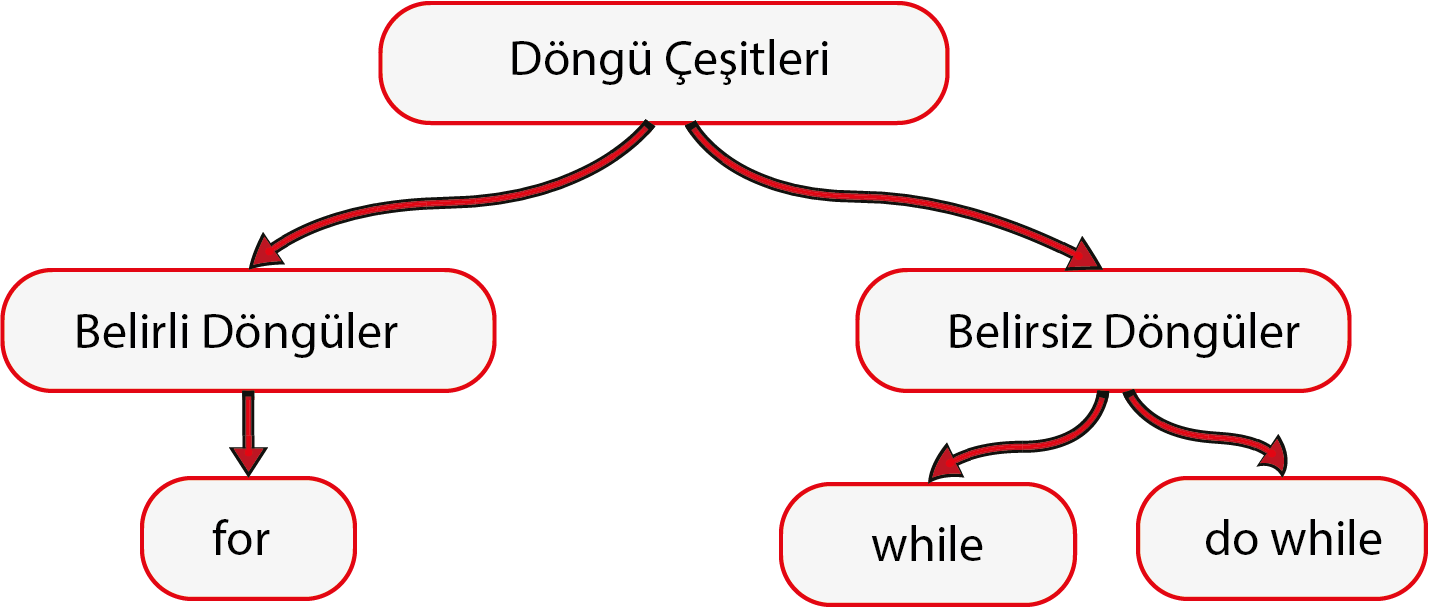 Döngü Çeşitleri
Belirli Döngüler
Belirsiz Döngüler
for
while
do while